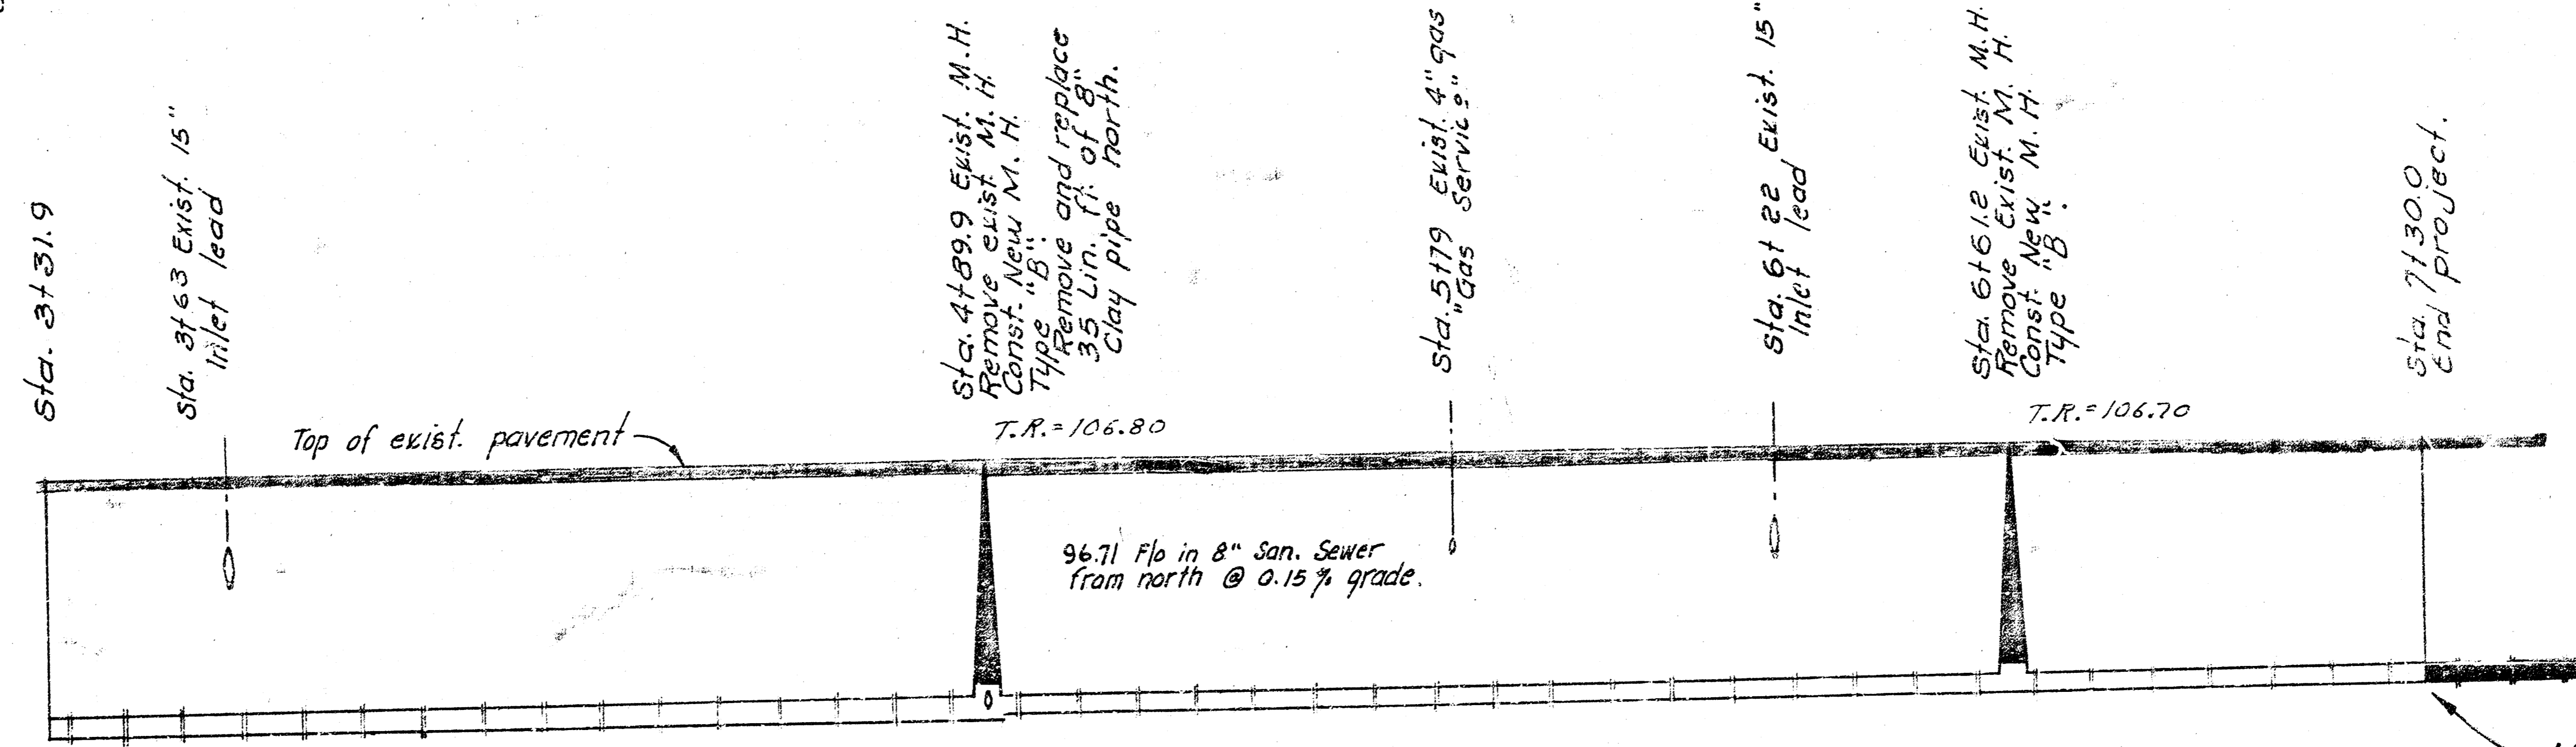 Sta. 3+31.9
Sta. 3+63 Exist. 15"
Inlet lead
Sta. 4+89.9 Exist. M.H.
Remove exist. M. H.
Const. New M. H.
Type "B".
Remove and replace
35 Lin. ft. of 8"
Clay pipe north.
Sta. 5+79 Exist. 4" gas
"Gas Service"
Sta. 6+22 Exist. 15"
Inlet lead
Sta. 6+61.2 Exist. M.H.
Remove Exist. M. H.
Const. New M. H.
Type "B".
Sta. 7+30.0
End project.
Top of exist. pavement
T.R.=106.80
T.R.=106.70
96.71 Flo in 8" San. Sewer
from north @ 0.15% grade.